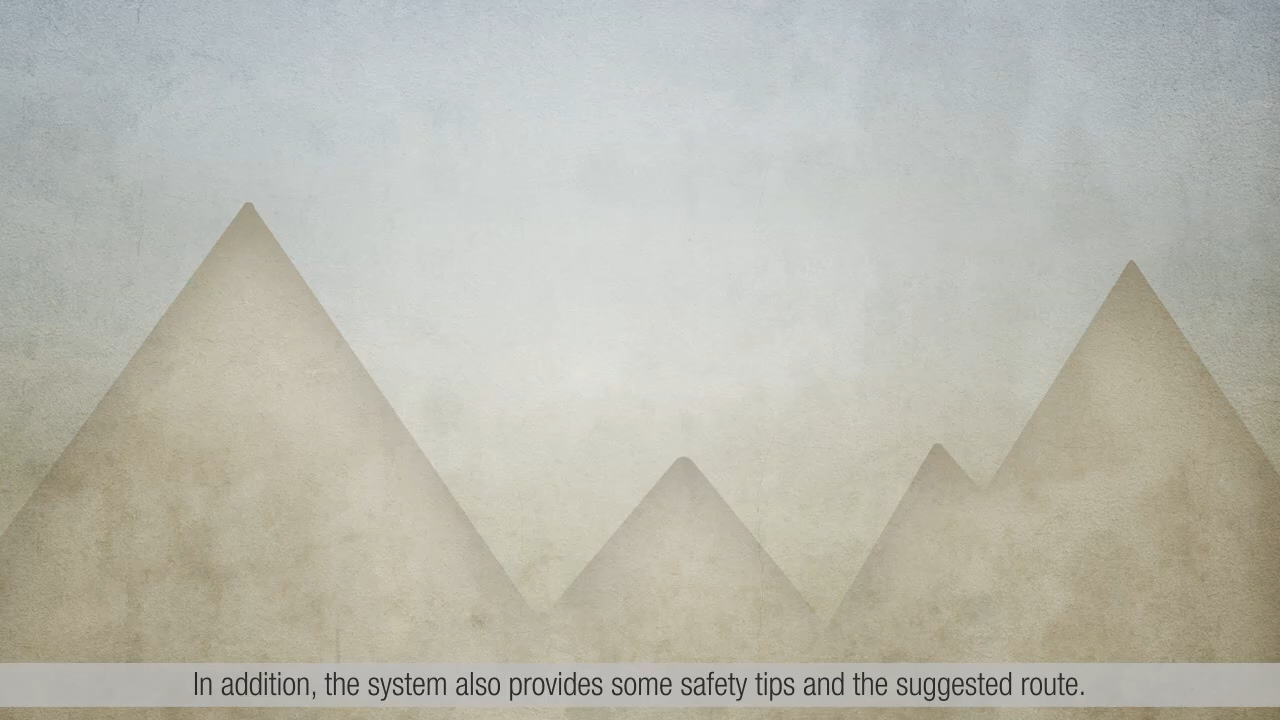 In addition, the system also provides some safety tips and the suggested route.